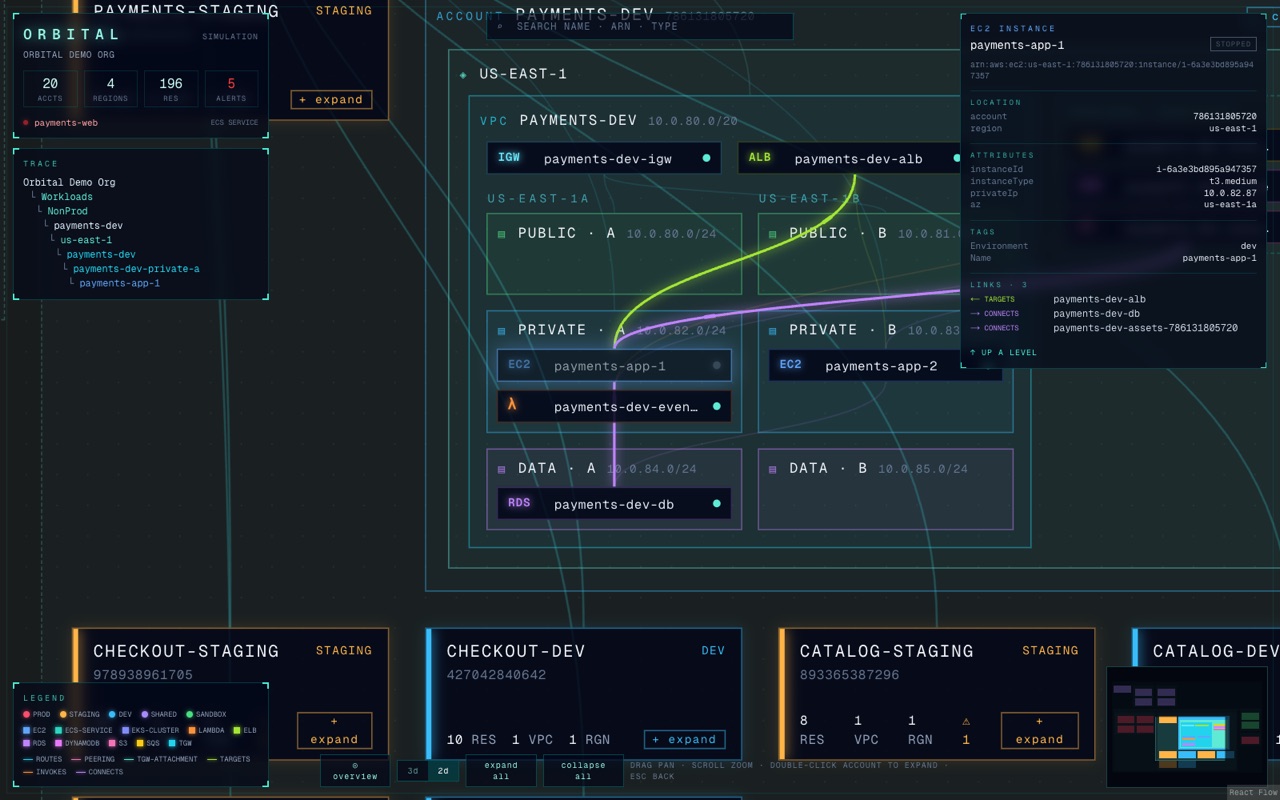 PAYMENTS-STAGING
STAGING
+ expand
ORBITAL
SIMULATION
ORBITAL DEMO ORG
20 ACCTS
4 REGIONS
196 RES
5 ALERTS
payments-web
ECS SERVICE
TRACE
Orbital Demo Org
└ Workloads
└ NonProd
└ payments-dev
└ us-east-1
└ payments-dev
└ payments-dev-private-a
└ payments-app-1
ACCOUNT PAYMENTS-DEV 786131805720
SEARCH NAME · ARN · TYPE
US-EAST-1
VPC PAYMENTS-DEV 10.0.80.0/20
IGW payments-dev-igw
ALB payments-dev-alb
US-EAST-1A
US-EAST-1B
PUBLIC · A 10.0.80.0/24
PUBLIC · B 10.0.81.
PRIVATE · A 10.0.82.0/24
PRIVATE · B 10.0.83
EC2 payments-app-1
EC2 payments-app-2
λ payments-dev-even…
DATA · A 10.0.84.0/24
DATA · B 10.0.85.0/24
RDS payments-dev-db
EC2 INSTANCE
payments-app-1
STOPPED
arn:aws:ec2:us-east-1:786131805720:instance/i-6a3e3bd895a94
7357
LOCATION
account 786131805720
region us-east-1
ATTRIBUTES
instanceId i-6a3e3bd895a947357
instanceType t3.medium
privateIp 10.0.82.87
az us-east-1a
TAGS
Environment dev
Name payments-app-1
LINKS · 3
⟵ TARGETS payments-dev-alb
⟶ CONNECTS payments-dev-db
⟶ CONNECTS payments-dev-assets-786131805720
↑ UP A LEVEL
CHECKOUT-STAGING STAGING
978938961705
+ expand
CHECKOUT-DEV DEV
427042840642
10 RES 1 VPC 1 RGN
+ expand
CATALOG-STAGING STAGING
893365387296
8 RES 1 VPC 1 RGN ⚠ 1
+ expand
CATALOG-DEV
LEGEND
PROD STAGING DEV SHARED SANDBOX
EC2 ECS-SERVICE EKS-CLUSTER LAMBDA ELB
RDS DYNAMODB S3 SQS TGW
ROUTES PEERING TGW-ATTACHMENT TARGETS
INVOKES CONNECTS
◎ overview
3d 2d
expand all
collapse all
DRAG PAN · SCROLL ZOOM · DOUBLE-CLICK ACCOUNT TO EXPAND ·
ESC BACK
React Flow